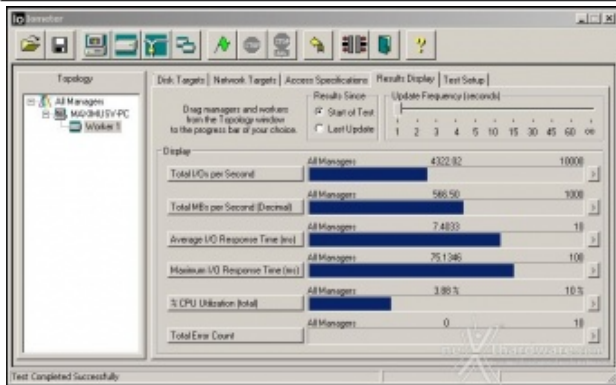 Iometer
Topology
All Managers
MAXIMUSV-PC
Worker 1
Disk Targets
Network Targets
Access Specifications
Results Display
Test Setup
Drag managers and workers
from the Topology window
to the progress bar of your choice.
Results Since
Start of Test
Last Update
Update Frequency (seconds)
1 2 3 4 5 10 15 30 45 60 ∞
Display
All Managers 4322.02 10000
Total I/Os per Second
All Managers 566.50 1000
Total MBs per Second (Decimal)
All Managers 7.4033 10
Average I/O Response Time (ms)
All Managers 75.1346 100
Maximum I/O Response Time (ms)
All Managers 3.86 % 10 %
% CPU Utilization (total)
All Managers 0 10
Total Error Count
Test Completed Successfully